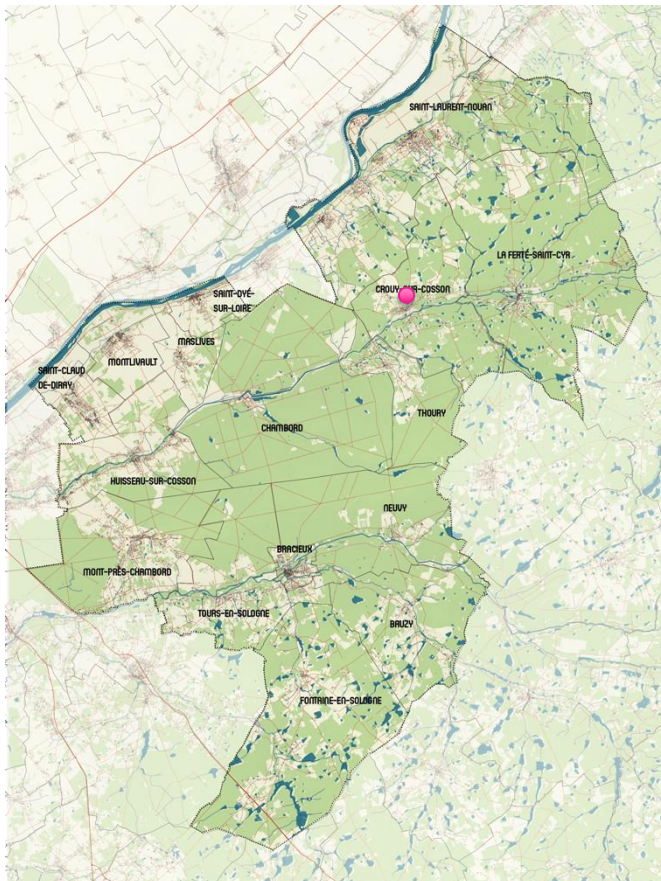 SAINT-LAURENT-NOUAN
LA FERTÉ-SAINT-CYR
CROUY-SUR-COSSON
SAINT-DYÉ-
SUR-LOIRE
MASLIVES
MONTLIVAULT
SAINT-CLAUD
DE-DIRAY
THOURY
CHAMBORD
HUISSEAU-SUR-COSSON
NEUVY
BRACIEUX
MONT-PRÈS-CHAMBORD
TOURS-EN-SOLOGNE
BAUZY
FONTAINE-EN-SOLOGNE